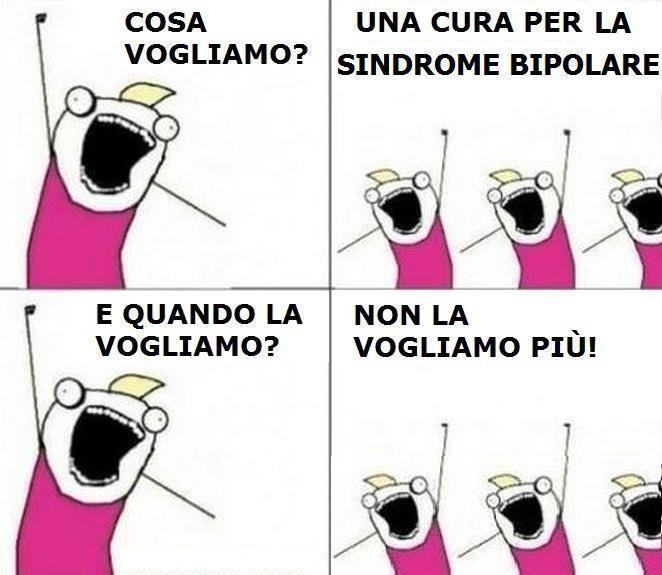 COSA
VOGLIAMO?
UNA CURA PER LA
SINDROME BIPOLARE
E QUANDO LA
VOGLIAMO?
NON LA
VOGLIAMO PIÙ!